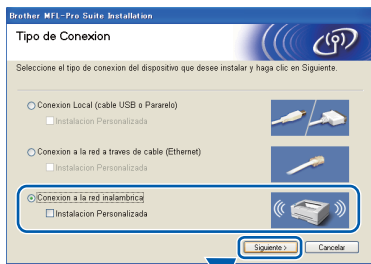 Brother MFL-Pro Suite Installation
Tipo de Conexion
Seleccione el tipo de conexion del dispositivo que desee instalar y haga clic en Siguiente.
Conexion Local (cable USB o Pararelo)
Instalacion Personalizada
Conexion a la red a traves de cable (Ethernet)
Instalacion Personalizada
Conexion a la red inalambrica
Instalacion Personalizada
Siguiente >
Cancelar